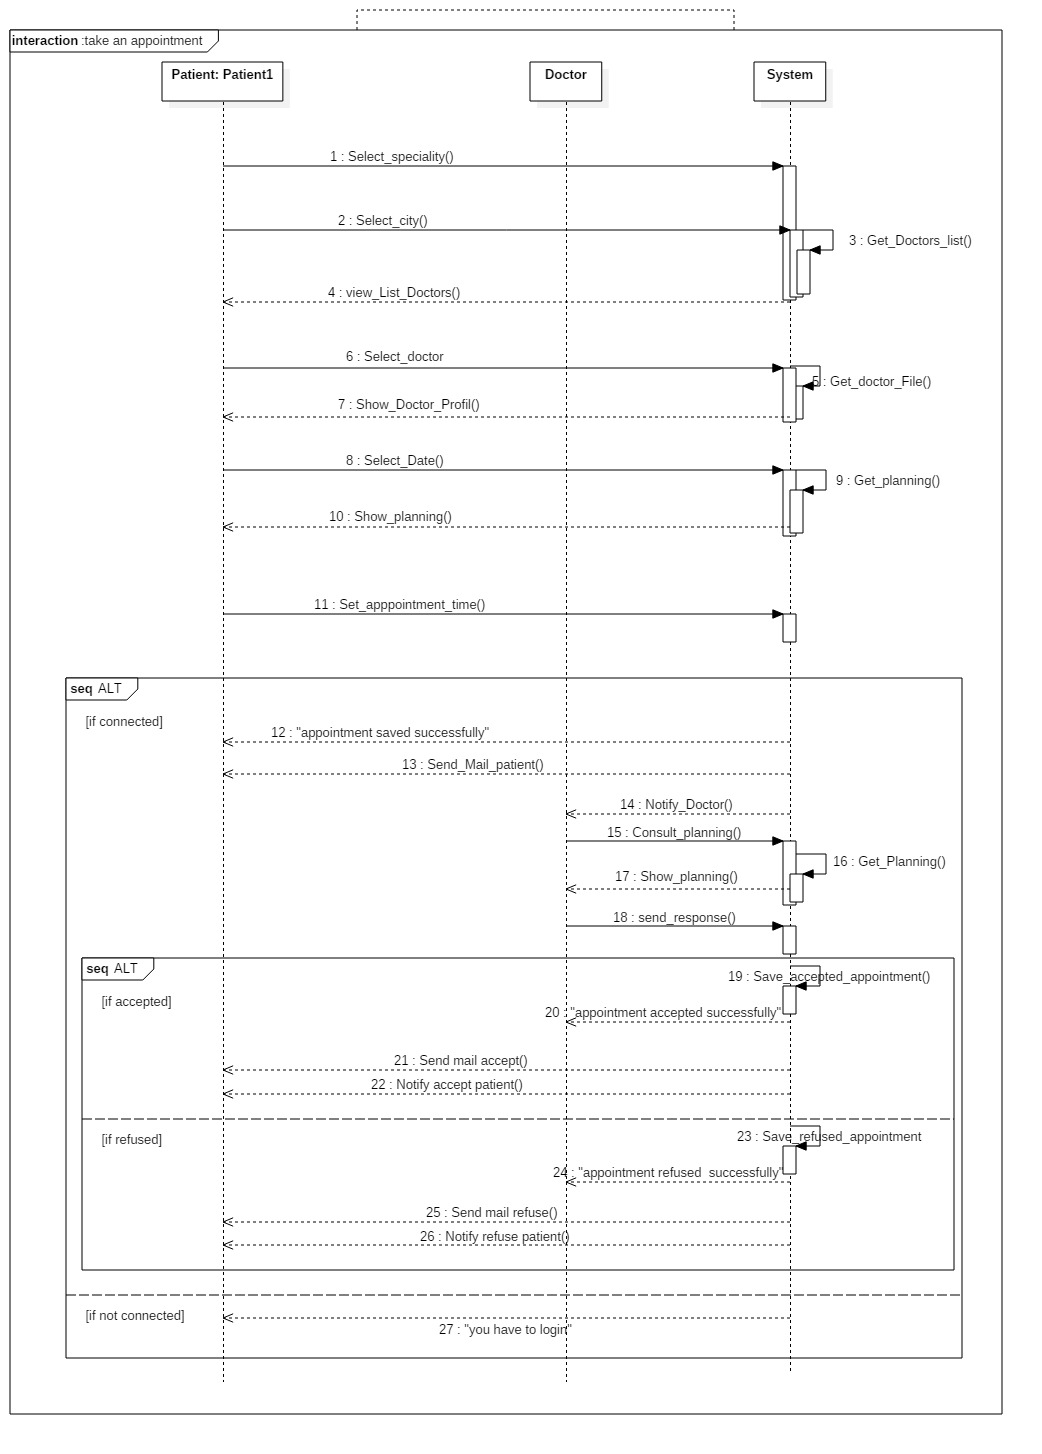 interaction :take an appointment
Patient: Patient1
Doctor
System
1 : Select_speciality()
2 : Select_city()
3 : Get_Doctors_list()
4 : view_List_Doctors()
6 : Select_doctor
5 : Get_doctor_File()
7 : Show_Doctor_Profil()
8 : Select_Date()
9 : Get_planning()
10 : Show_planning()
11 : Set_apppointment_time()
seq ALT
[if connected]
12 : "appointment saved successfully"
13 : Send_Mail_patient()
14 : Notify_Doctor()
15 : Consult_planning()
16 : Get_Planning()
17 : Show_planning()
18 : send_response()
seq ALT
19 : Save_accepted_appointment()
[if accepted]
20 : "appointment accepted successfully"
21 : Send mail accept()
22 : Notify accept patient()
23 : Save_refused_appointment
[if refused]
24 : "appointment refused  successfully"
25 : Send mail refuse()
26 : Notify refuse patient()
[if not connected]
27 : "you have to login"